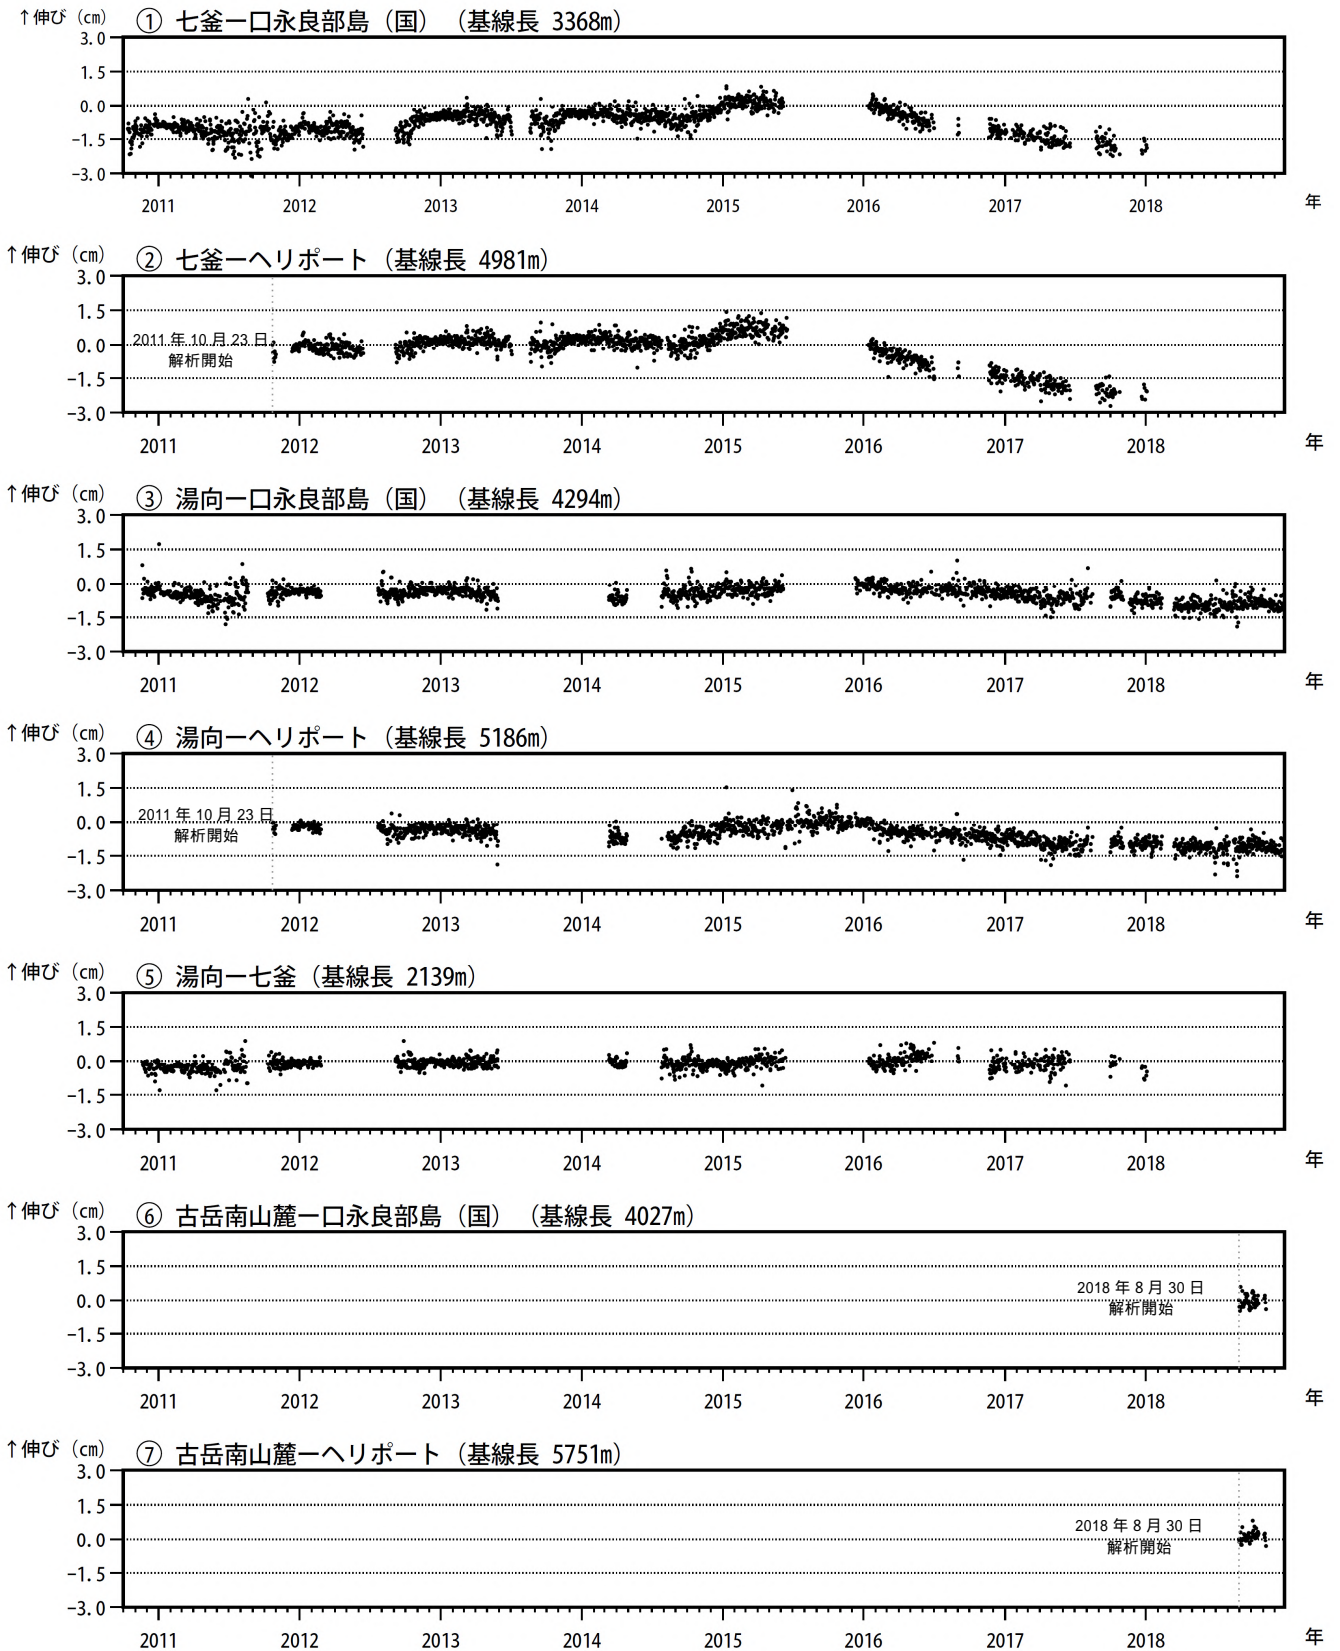 ↑伸び（㎝） ① 七釜ー口永良部島（国）（基線長 3368m）
3.0
1.5
0.0
−1.5
−3.0
2011 2012 2013 2014 2015 2016 2017 2018 年
↑伸び（㎝） ② 七釜ーヘリポート（基線長 4981m）
3.0
1.5
2011 年 10 月 23 日
0.0
解析開始
−1.5
−3.0
2011 2012 2013 2014 2015 2016 2017 2018 年
↑伸び（㎝） ③ 湯向ー口永良部島（国）（基線長 4294m）
3.0
1.5
0.0
−1.5
−3.0
2011 2012 2013 2014 2015 2016 2017 2018 年
↑伸び（㎝） ④ 湯向ーヘリポート（基線長 5186m）
3.0
1.5
2011 年 10 月 23 日
0.0
解析開始
−1.5
−3.0
2011 2012 2013 2014 2015 2016 2017 2018 年
↑伸び（㎝） ⑤ 湯向ー七釜（基線長 2139m）
3.0
1.5
0.0
−1.5
−3.0
2011 2012 2013 2014 2015 2016 2017 2018 年
↑伸び（㎝） ⑥ 古岳南山麓ー口永良部島（国）（基線長 4027m）
3.0
1.5
2018 年 8 月 30 日
0.0
解析開始
−1.5
−3.0
2011 2012 2013 2014 2015 2016 2017 2018 年
↑伸び（㎝） ⑦ 古岳南山麓ーヘリポート（基線長 5751m）
3.0
1.5
2018 年 8 月 30 日
0.0
解析開始
−1.5
−3.0
2011 2012 2013 2014 2015 2016 2017 2018 年